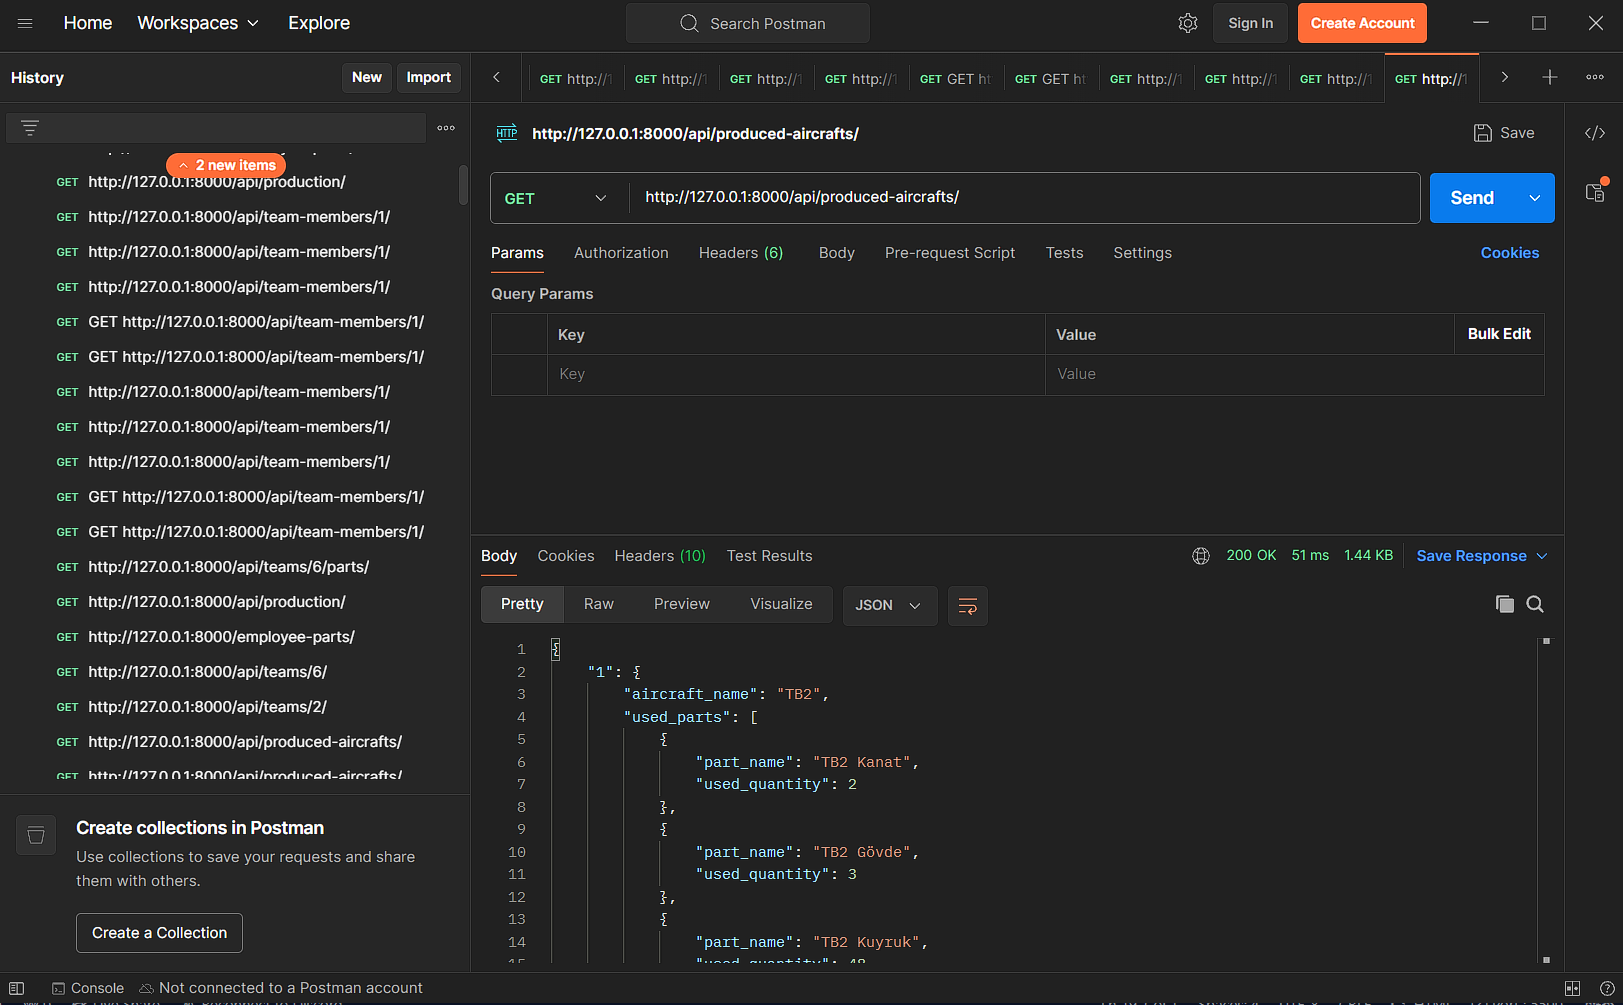 Home Workspaces Explore Search Postman Sign In Create Account
History New Import
GET http://1 GET http://1 GET http://1 GET http://1 GET GET ht GET GET ht GET http://1 GET http://1 GET http://1 GET http://1
HTTP http://127.0.0.1:8000/api/produced-aircrafts/ Save
2 new items
GET http://127.0.0.1:8000/api/production/
GET http://127.0.0.1:8000/api/team-members/1/
GET http://127.0.0.1:8000/api/team-members/1/
GET http://127.0.0.1:8000/api/team-members/1/
GET GET http://127.0.0.1:8000/api/team-members/1/
GET GET http://127.0.0.1:8000/api/team-members/1/
GET http://127.0.0.1:8000/api/team-members/1/
GET http://127.0.0.1:8000/api/team-members/1/
GET http://127.0.0.1:8000/api/team-members/1/
GET GET http://127.0.0.1:8000/api/team-members/1/
GET GET http://127.0.0.1:8000/api/team-members/1/
GET http://127.0.0.1:8000/api/teams/6/parts/
GET http://127.0.0.1:8000/api/production/
GET http://127.0.0.1:8000/employee-parts/
GET http://127.0.0.1:8000/api/teams/6/
GET http://127.0.0.1:8000/api/teams/2/
GET http://127.0.0.1:8000/api/produced-aircrafts/
GET http://127.0.0.1:8000/api/produced-aircrafts/
Create collections in Postman
Use collections to save your requests and share
them with others.
Create a Collection
GET http://127.0.0.1:8000/api/produced-aircrafts/ Send
Params Authorization Headers (6) Body Pre-request Script Tests Settings Cookies
Query Params
Key Value Bulk Edit
Key Value
Body Cookies Headers (10) Test Results 200 OK 51 ms 1.44 KB Save Response
Pretty Raw Preview Visualize JSON
1 {
2 "1": {
3 "aircraft_name": "TB2",
4 "used_parts": [
5 {
6 "part_name": "TB2 Kanat",
7 "used_quantity": 2
8 },
9 {
10 "part_name": "TB2 Gövde",
11 "used_quantity": 3
12 },
13 {
14 "part_name": "TB2 Kuyruk",
15 "used_quantity": 48
Console Not connected to a Postman account